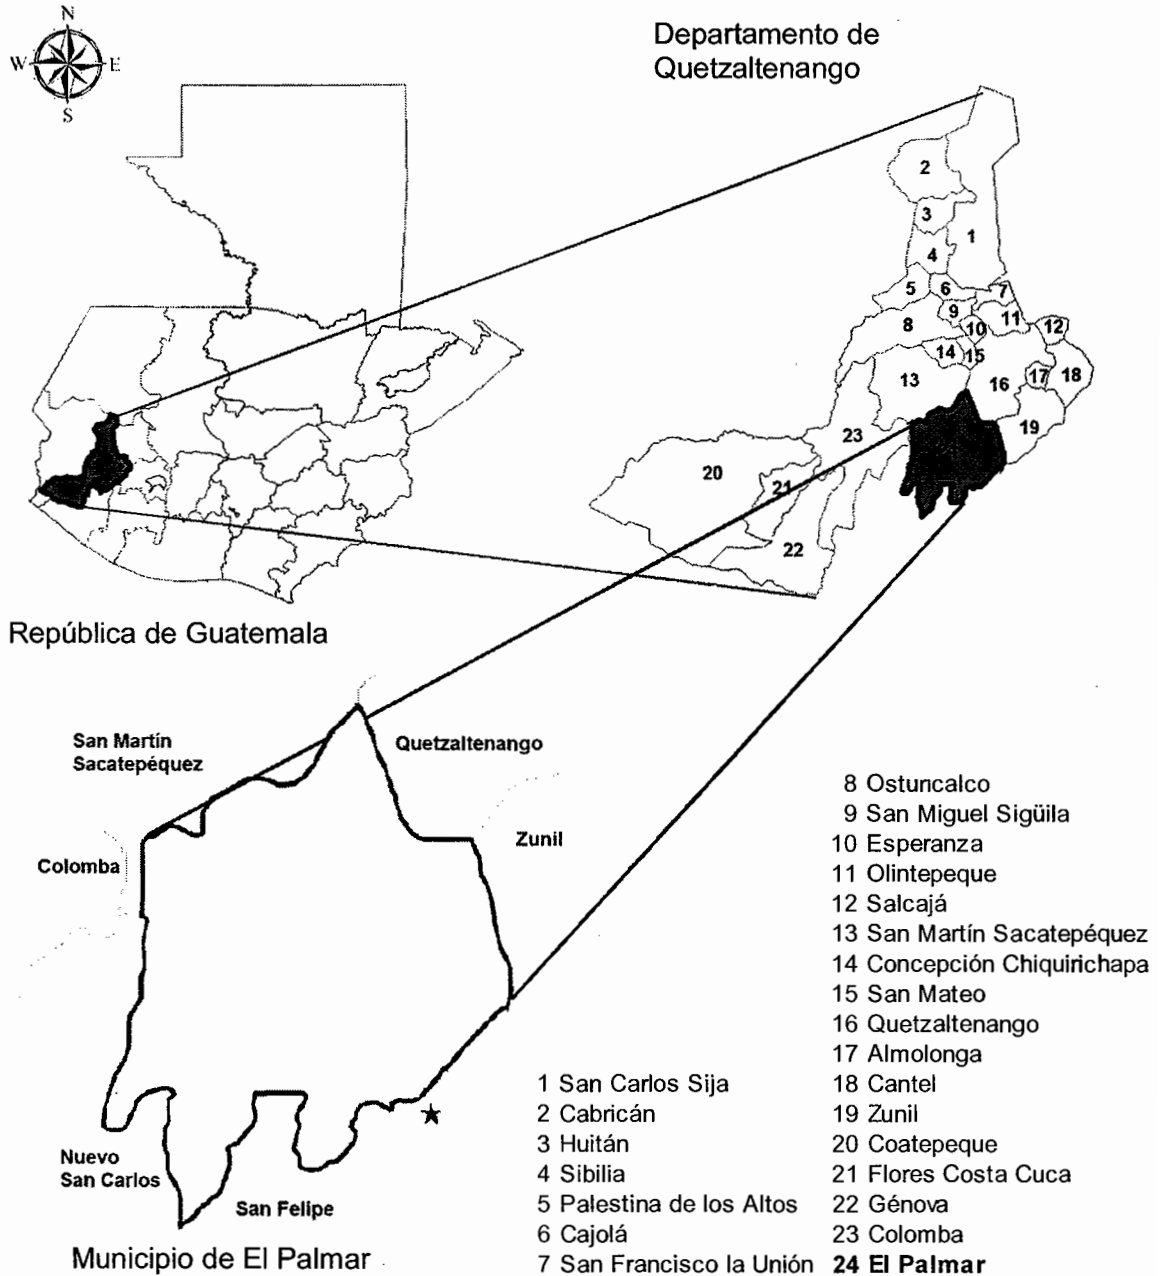 N
W E
S
Departamento de
Quetzaltenango
2
3
1
4
5
6
7
9
8
10
11
12
14
15
13
16
17
18
19
23
20
21
22
República de Guatemala
San Martín
Sacatepéquez
Quetzaltenango
Colomba
Zunil
Nuevo
San Carlos
San Felipe
Municipio de El Palmar
1 San Carlos Sija
2 Cabricán
3 Huitán
4 Sibilia
5 Palestina de los Altos
6 Cajolá
7 San Francisco la Unión
8 Ostuncalco
9 San Miguel Sigüila
10 Esperanza
11 Olintepeque
12 Salcajá
13 San Martín Sacatepéquez
14 Concepción Chiquirichapa
15 San Mateo
16 Quetzaltenango
17 Almolonga
18 Cantel
19 Zunil
20 Coatepeque
21 Flores Costa Cuca
22 Génova
23 Colomba
24 El Palmar